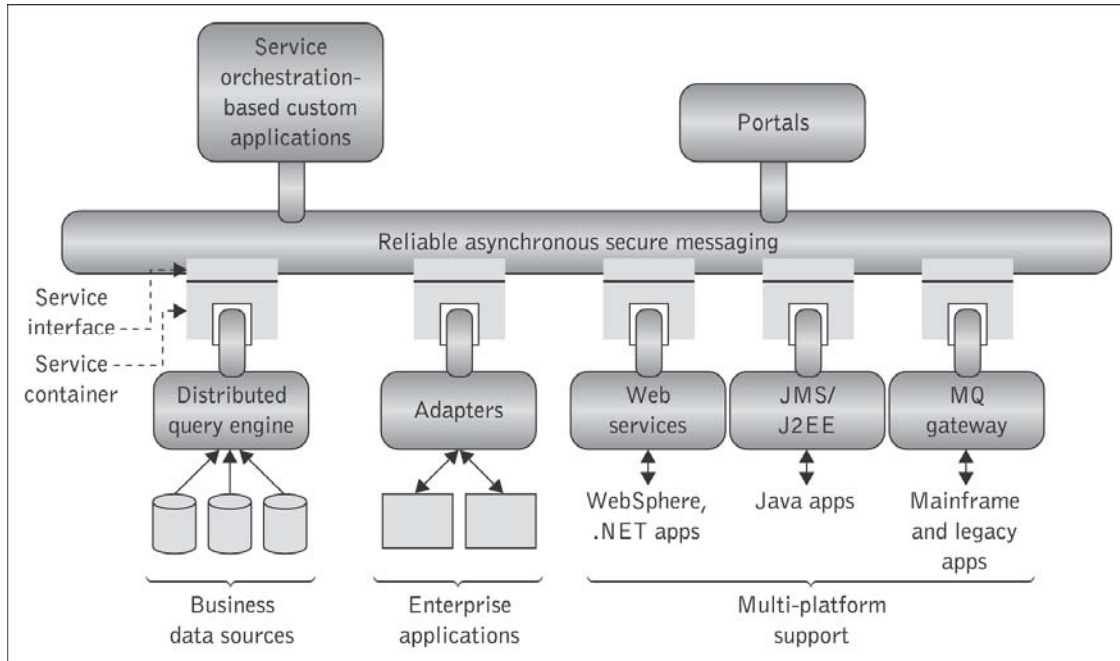 Service
orchestration-
based custom
applications
Portals
Reliable asynchronous secure messaging
Service
interface
Service
container
Distributed
query engine
Adapters
Web
services
JMS/
J2EE
MQ
gateway
WebSphere,
.NET apps
Java apps
Mainframe
and legacy
apps
Business
data sources
Enterprise
applications
Multi-platform
support